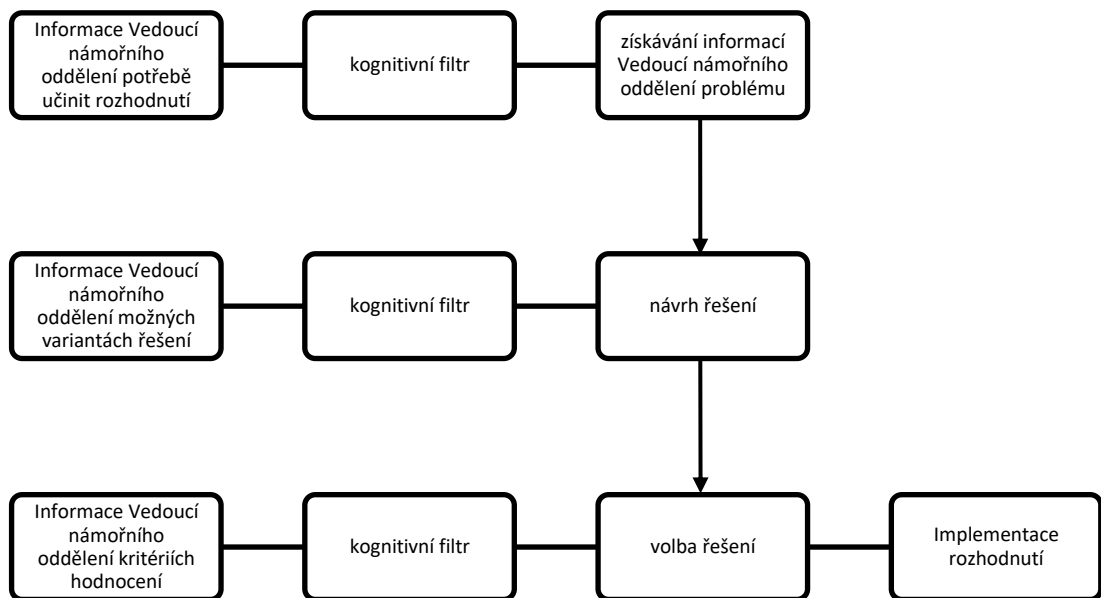 Informace Vedoucí
námořního
oddělení potřebě
učinit rozhodnutí
kognitivní filtr
získávání informací
Vedoucí námořního
oddělení problému
Informace Vedoucí
námořního
oddělení možných
variantách řešení
kognitivní filtr
návrh řešení
Informace Vedoucí
námořního
oddělení kritériích
hodnocení
kognitivní filtr
volba řešení
Implementace
rozhodnutí